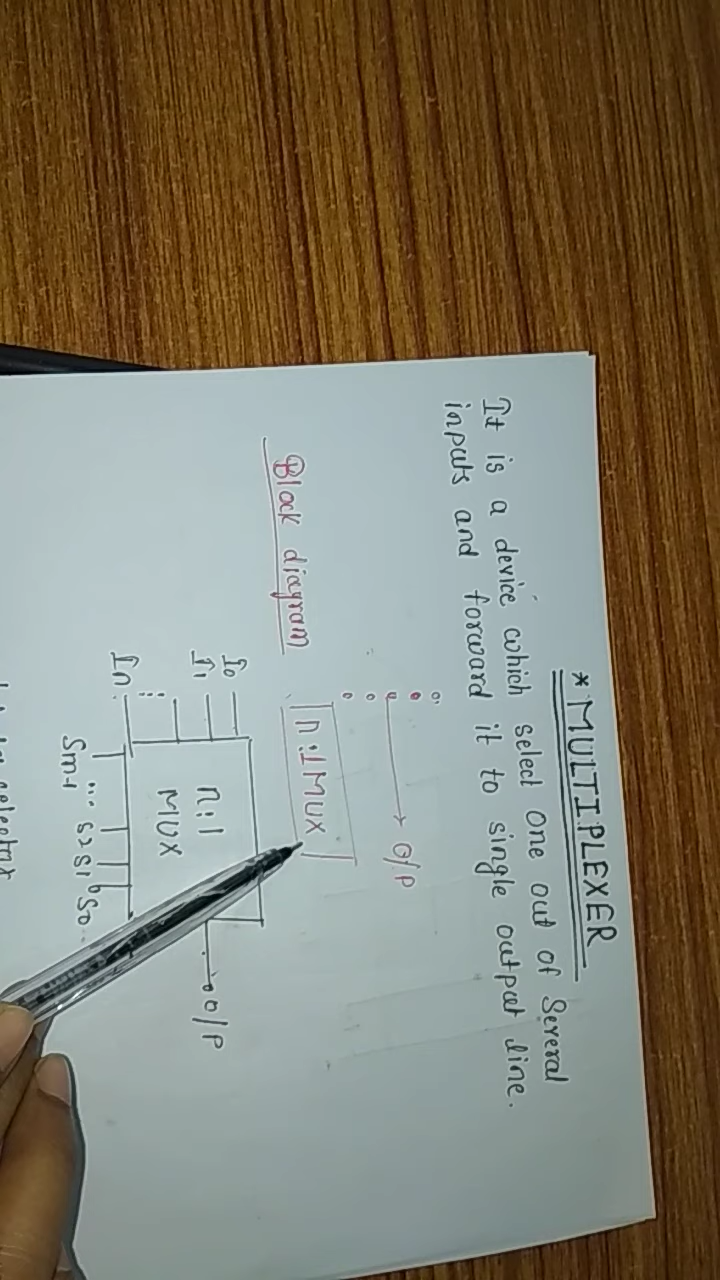 * MULTIPLEXER
It is a device which select one out of Several
inputs and forward it to single output line.
O/P
n:1 MUX
Block diagram
I0
I1
In
n:1
MUX
O/P
Sm-1 ... S2 S1 S0